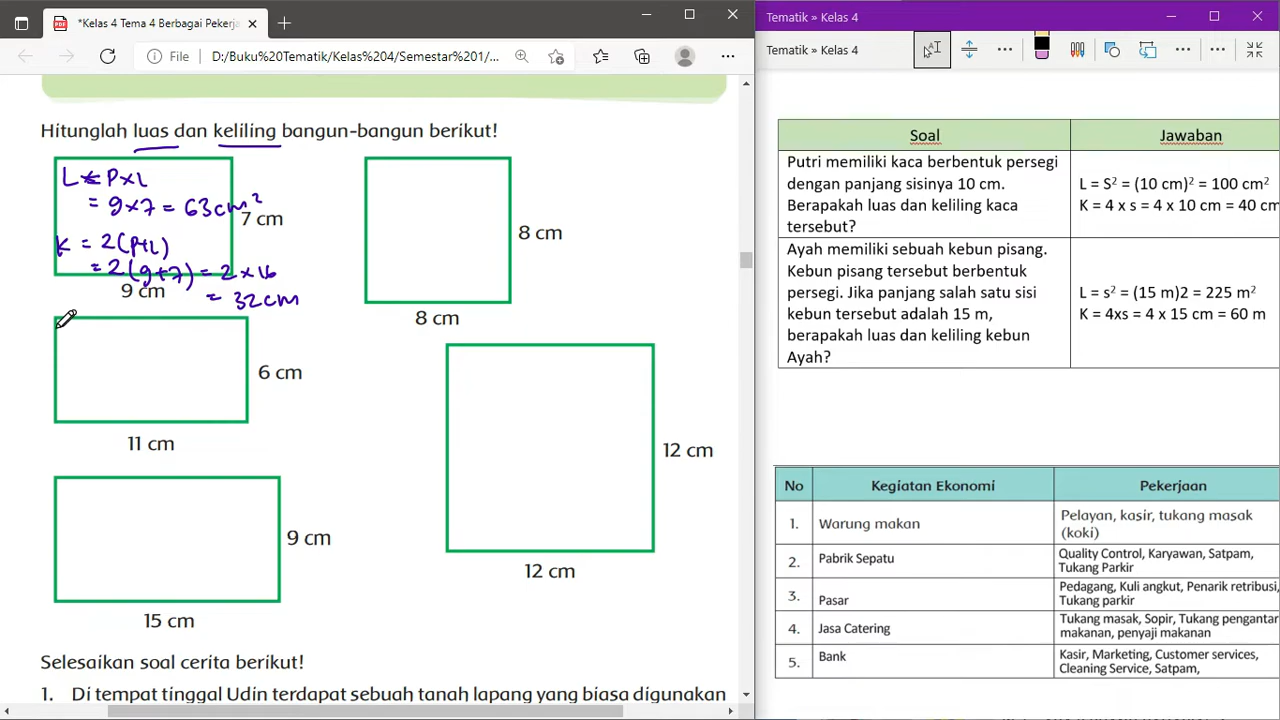 *Kelas 4 Tema 4 Berbagai Pekerja
File
D:/Buku%20Tematik/Kelas%204/Semestar%201/...
Hitunglah luas dan keliling bangun-bangun berikut!
L = P x L
= 9 x 7 = 63 cm²
7 cm
K = 2(P+L)
= 2(9+7) = 2 x 16
9 cm
= 32 cm
8 cm
8 cm
6 cm
11 cm
12 cm
12 cm
9 cm
15 cm
Selesaikan soal cerita berikut!
1. Di tempat tinggal Udin terdapat sebuah tanah lapang yang biasa digunakan
Tematik » Kelas 4
Tematik » Kelas 4
Soal
Jawaban
Putri memiliki kaca berbentuk persegi
dengan panjang sisinya 10 cm.
Berapakah luas dan keliling kaca
tersebut?
L = S² = (10 cm)² = 100 cm²
K = 4 x s = 4 x 10 cm = 40 cm
Ayah memiliki sebuah kebun pisang.
Kebun pisang tersebut berbentuk
persegi. Jika panjang salah satu sisi
kebun tersebut adalah 15 m,
berapakah luas dan keliling kebun
Ayah?
L = s² = (15 m)2 = 225 m²
K = 4xs = 4 x 15 cm = 60 m
No
Kegiatan Ekonomi
Pekerjaan
1.
Warung makan
Pelayan, kasir, tukang masak
(koki)
2.
Pabrik Sepatu
Quality Control, Karyawan, Satpam,
Tukang Parkir
3.
Pasar
Pedagang, Kuli angkut, Penarik retribusi,
Tukang parkir
4.
Jasa Catering
Tukang masak, Sopir, Tukang pengantar
makanan, penyaji makanan
5.
Bank
Kasir, Marketing, Customer services,
Cleaning Service, Satpam,